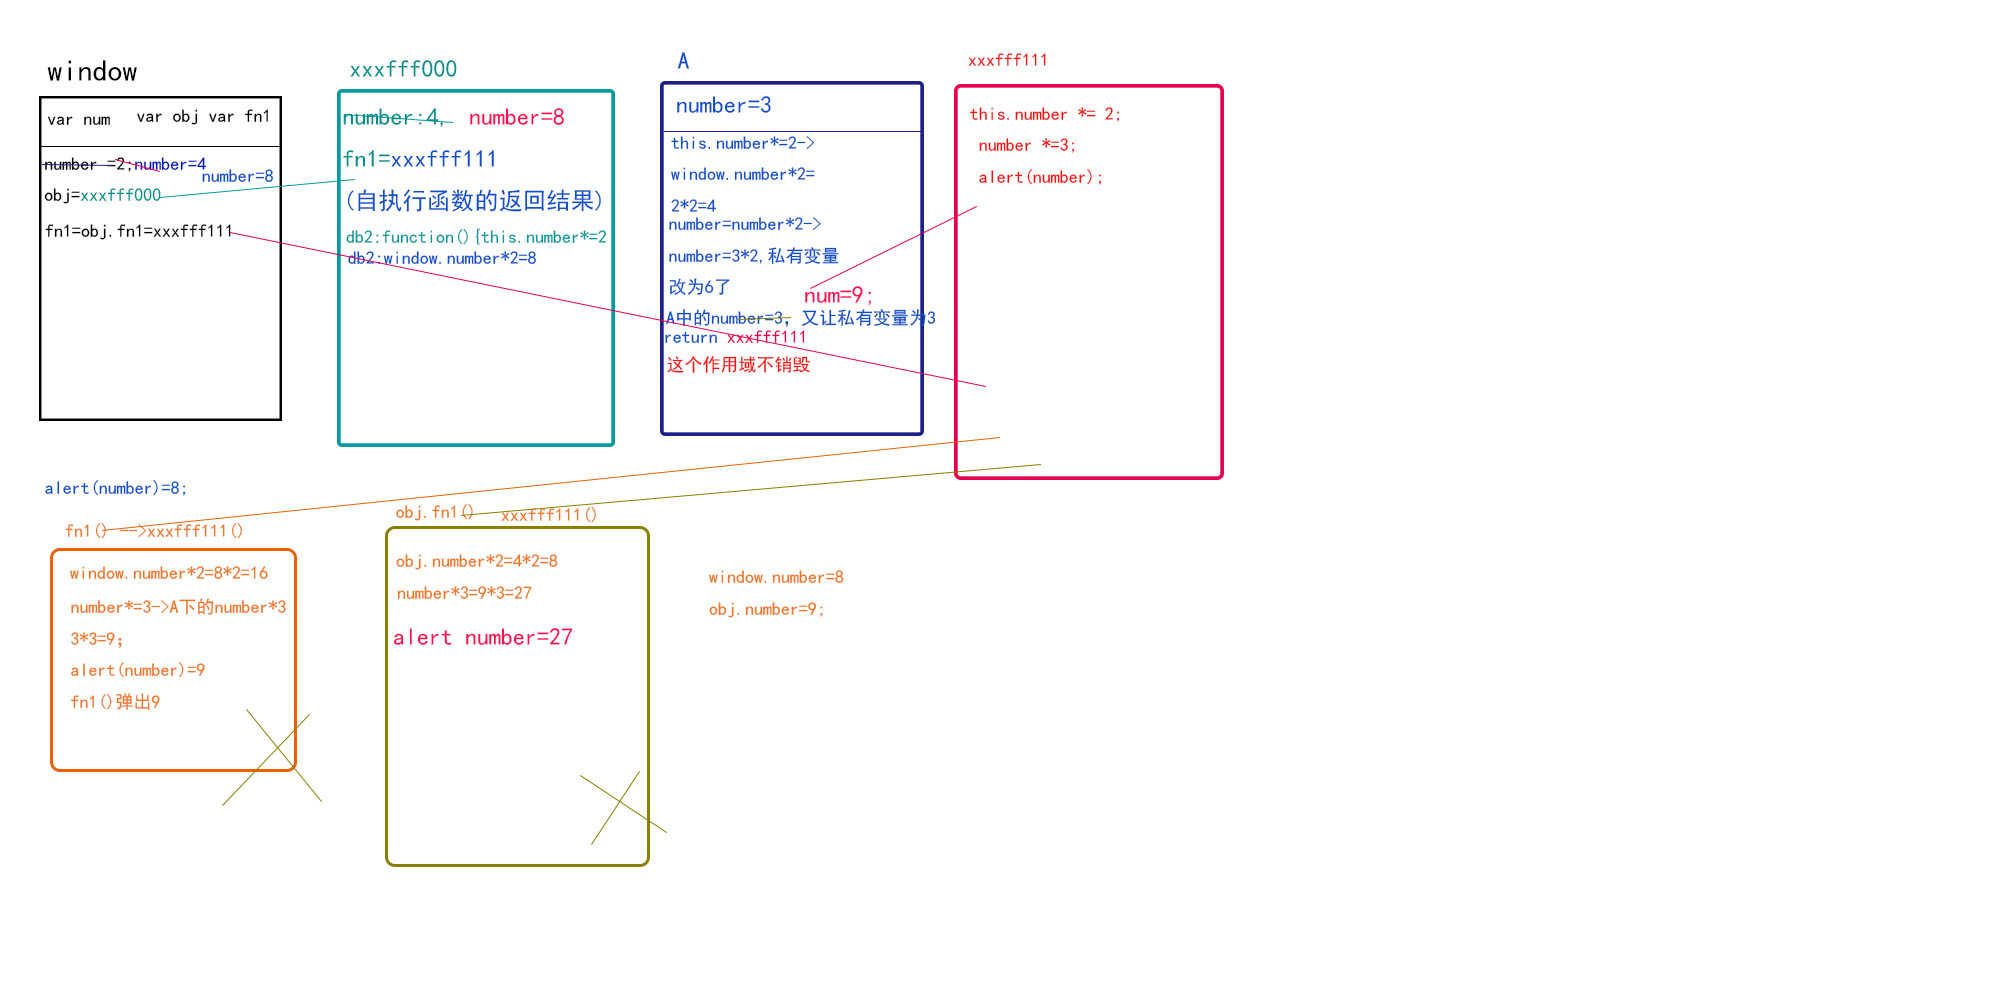 window
var num var obj var fn1
number =2;number=4
number=8
obj=xxxfff000
fn1=obj.fn1=xxxfff111
xxxfff000
number:4, number=8
fn1=xxxfff111
(自执行函数的返回结果)
db2:function(){this.number*=2
db2:window.number*2=8
A
number=3
this.number*=2->
window.number*2=
2*2=4
number=number*2->
number=3*2,私有变量
改为6了
num=9;
A中的number=3，又让私有变量为3
return xxxfff111
这个作用域不销毁
xxxfff111
this.number *= 2;
number *=3;
alert(number);
alert(number)=8;
fn1() -->xxxfff111()
window.number*2=8*2=16
number*=3->A下的number*3
3*3=9；
alert(number)=9
fn1()弹出9
obj.fn1() xxxfff111()
obj.number*2=4*2=8
number*3=9*3=27
alert number=27
window.number=8
obj.number=9;